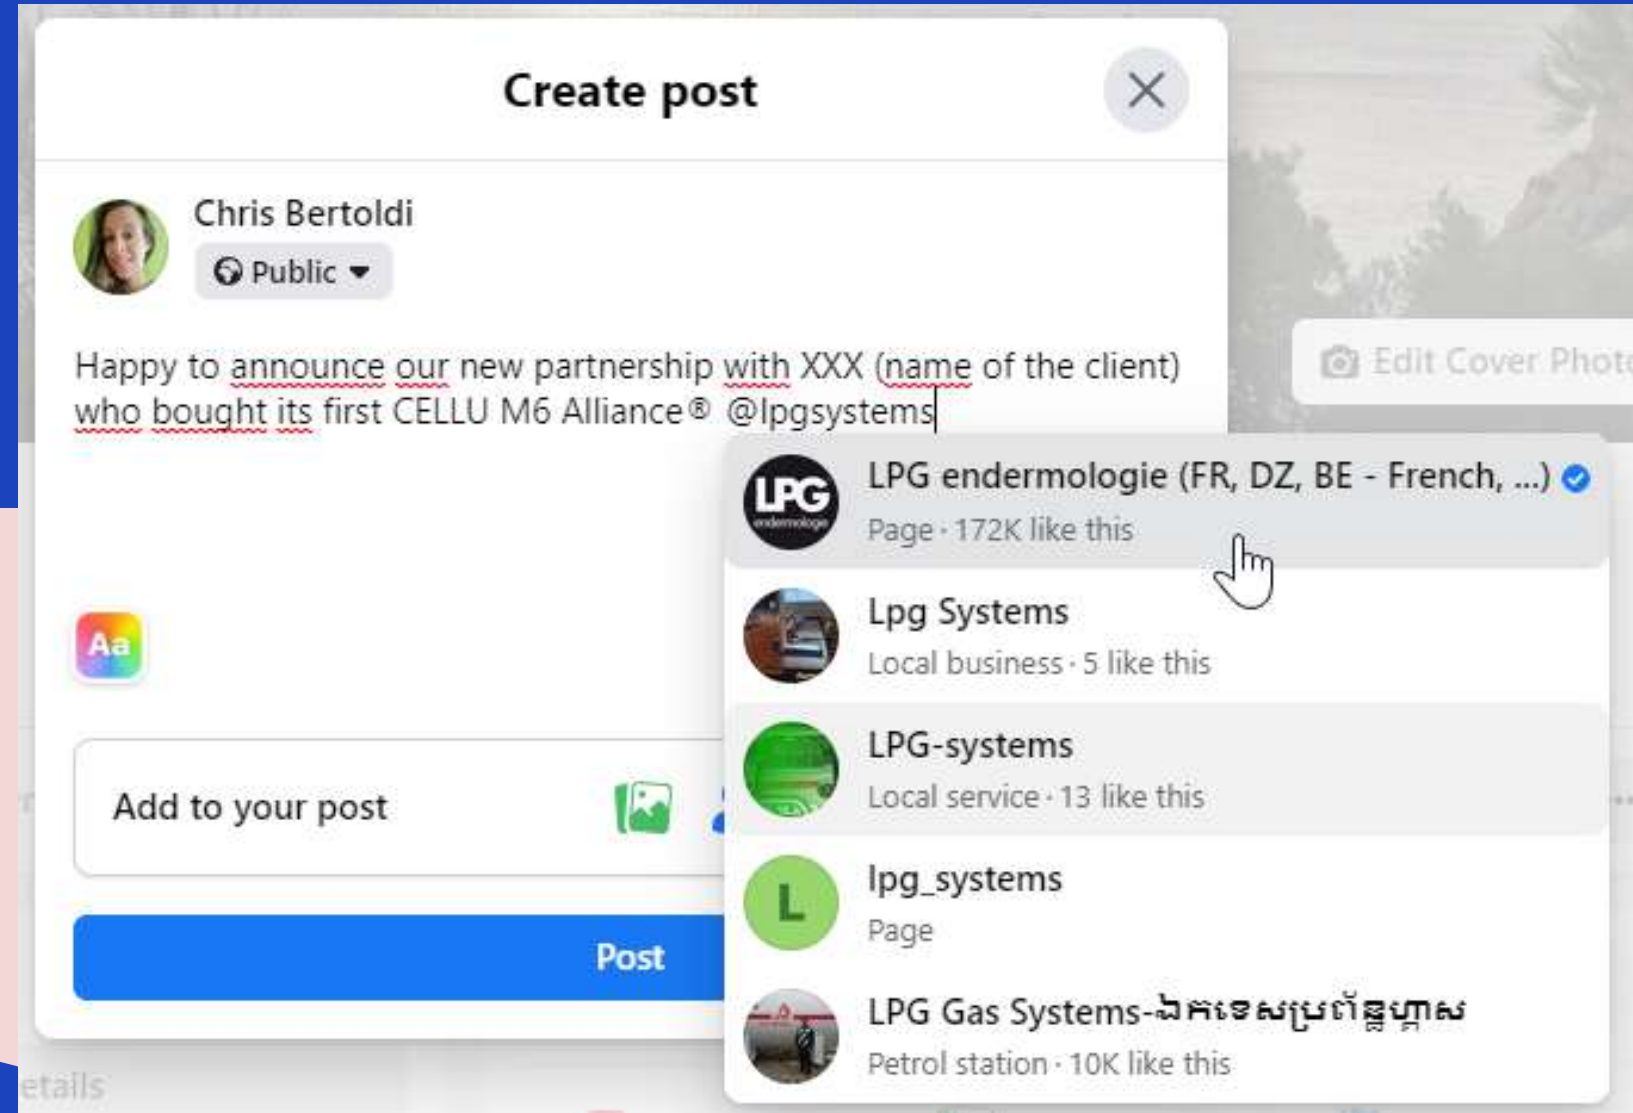 Create post
Chris Bertoldi
Public
Happy to announce our new partnership with XXX (name of the client)
who bought its first CELLU M6 Alliance® @lpgsystems
Edit Cover Photo
LPG endermologie (FR, DZ, BE - French, ...)
Page · 172K like this
LPG
endermologie
Lpg Systems
Local business · 5 like this
Aa
LPG-systems
Local service · 13 like this
Add to your post
L
lpg_systems
Page
Post
LPG Gas Systems-ឯកទេសប្រព័ន្ធហ្គាស
Petrol station · 10K like this
etails